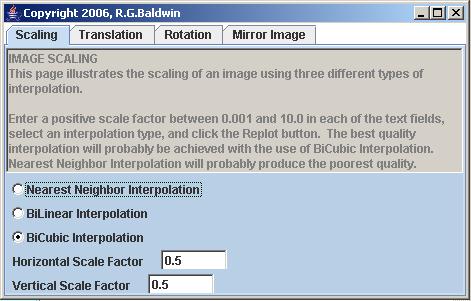 Copyright 2006, R.G.Baldwin
Scaling Translation Rotation Mirror Image
IMAGE SCALING
This page illustrates the scaling of an image using three different types of
interpolation.
Enter a positive scale factor between 0.001 and 10.0 in each of the text fields,
select an interpolation type, and click the Replot button.  The best quality
interpolation will probably be achieved with the use of BiCubic Interpolation.
Nearest Neighbor Interpolation will probably produce the poorest quality.
Nearest Neighbor Interpolation
BiLinear Interpolation
BiCubic Interpolation
Horizontal Scale Factor 0.5
Vertical Scale Factor 0.5